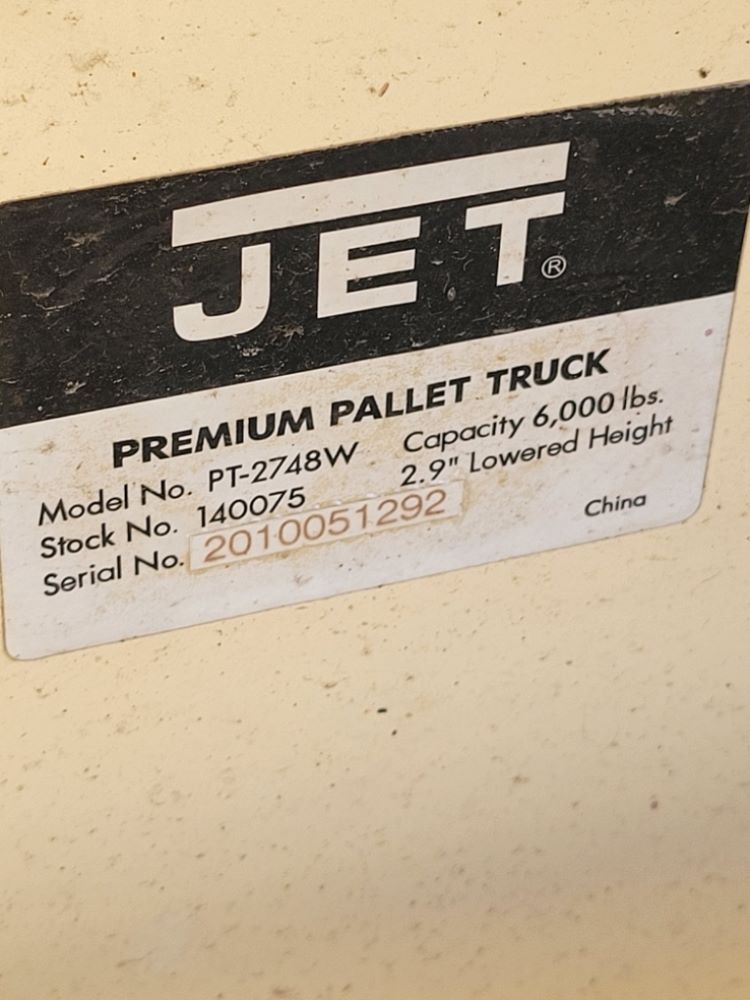 JET®
PREMIUM PALLET TRUCK
Model No. PT-2748W Capacity 6,000 lbs.
Stock No. 140075 2.9" Lowered Height
Serial No. 2010051292 China